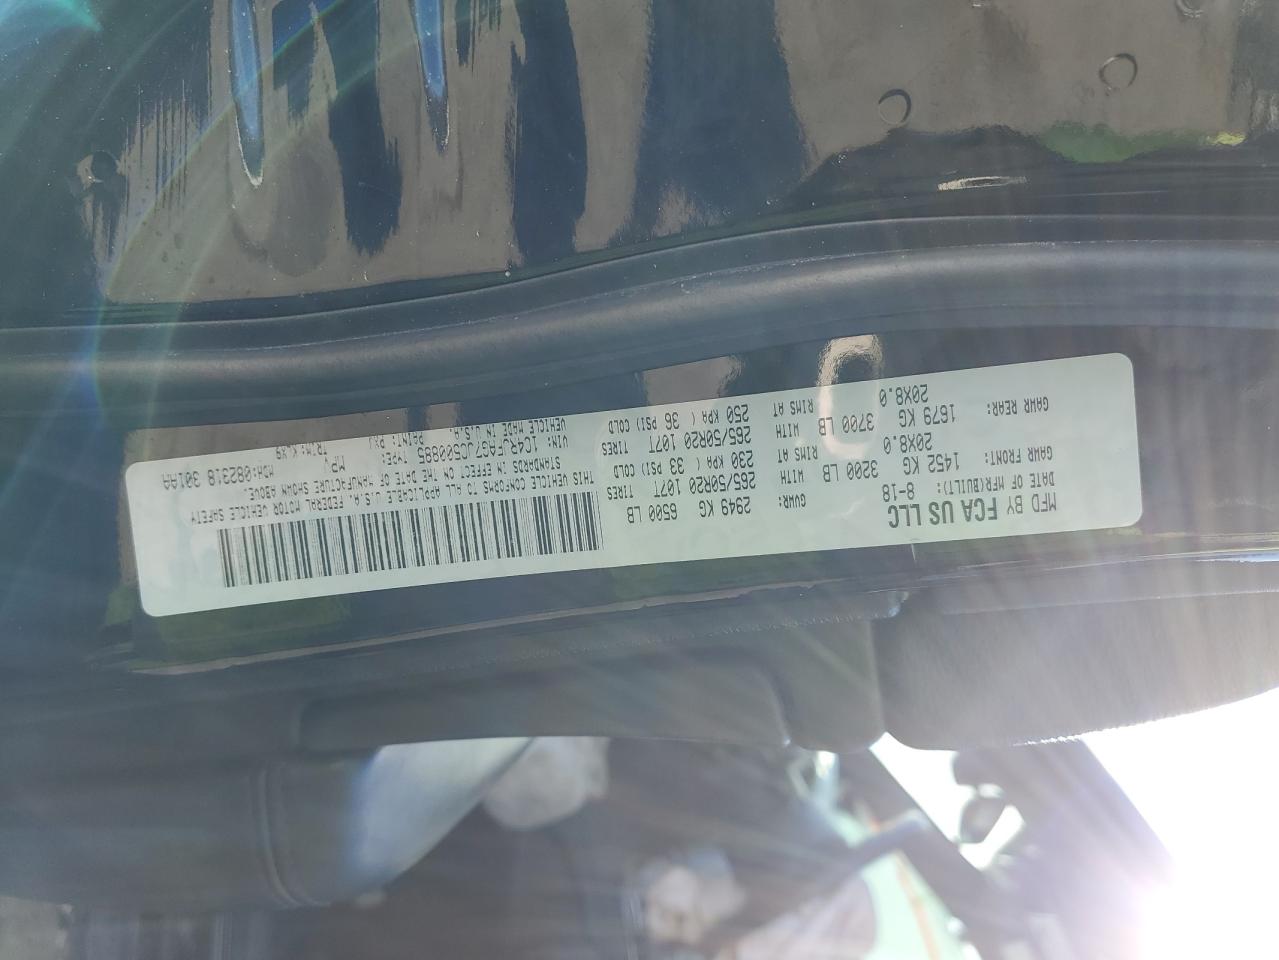 MFD BY FCA US LLC
DATE OF MFR(BUILT): 8-18 GVWR: 2949 KG 6500 LB
GAWR FRONT: 1452 KG 3200 LB WITH 265/50R20 107T TIRES
20X8.0 RIMS AT 230 KPA ( 33 PSI) COLD
GAWR REAR: 1679 KG 3700 LB WITH 265/50R20 107T TIRES
20X8.0 RIMS AT 250 KPA ( 36 PSI) COLD
THIS VEHICLE CONFORMS TO ALL APPLICABLE U.S.A. FEDERAL MOTOR VEHICLE SAFETY
STANDARDS IN EFFECT ON THE DATE OF MANUFACTURE SHOWN ABOVE.
VIN: 1C4RJFAG7JC500885 TYPE: MPV MDH:082318 301AA
VEHICLE MADE IN U.S.A. PAINT: TRIM: